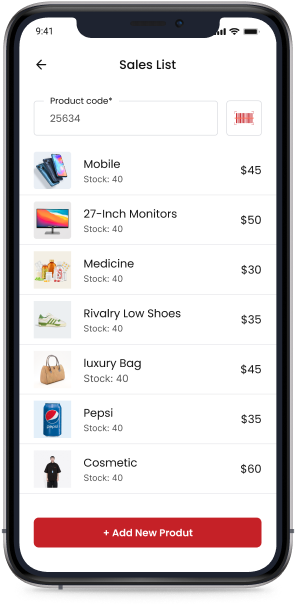 9:41
Sales List
Product code*
25634
Mobile
Stock: 40
$45
27-Inch Monitors
Stock: 40
$50
Medicine
Stock: 40
$30
Rivalry Low Shoes
Stock: 40
$35
luxury Bag
Stock: 40
$45
pepsi
Pepsi
Stock: 40
$35
Cosmetic
Stock: 40
$60
+ Add New Produt